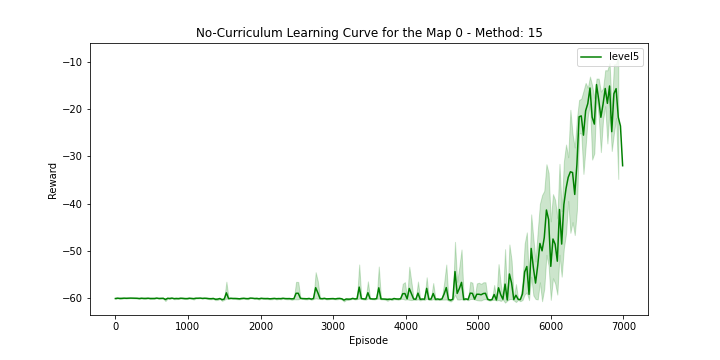 No-Curriculum Learning Curve for the Map 0 - Method: 15
level5
Reward
−10
−20
−30
−40
−50
−60
0 1000 2000 3000 4000 5000 6000 7000
Episode